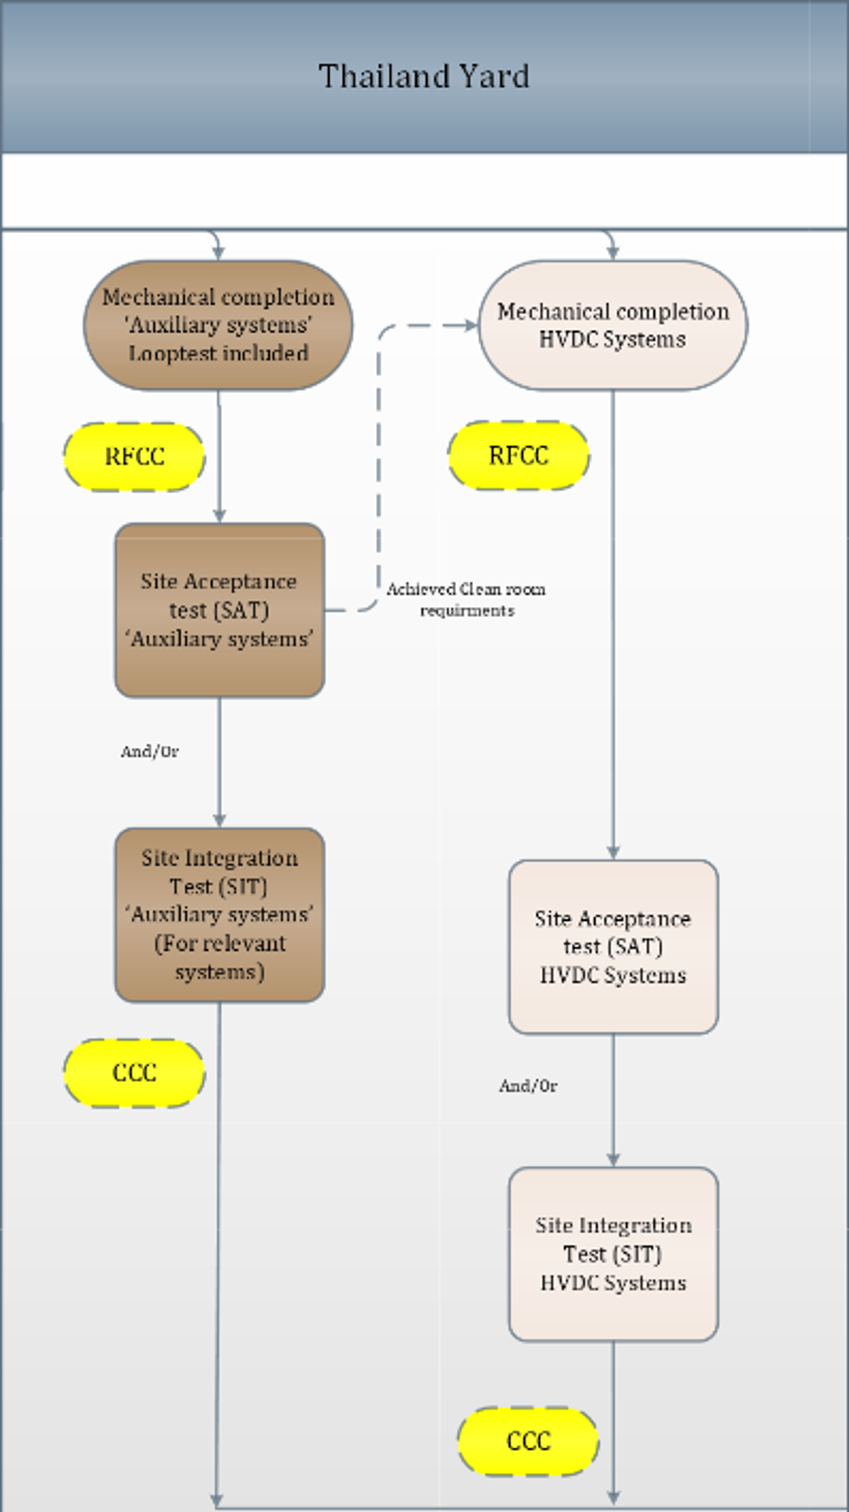 Thailand Yard
Mechanical completion
‘Auxiliary systems’
Looptest included
Mechanical completion
HVDC Systems
RFCC
RFCC
Site Acceptance
test (SAT)
‘Auxiliary systems’
Achieved Clean room
requirments
And/Or
Site Integration
Test (SIT)
‘Auxiliary systems’
(For relevant
systems)
Site Acceptance
test (SAT)
HVDC Systems
CCC
And/Or
Site Integration
Test (SIT)
HVDC Systems
CCC